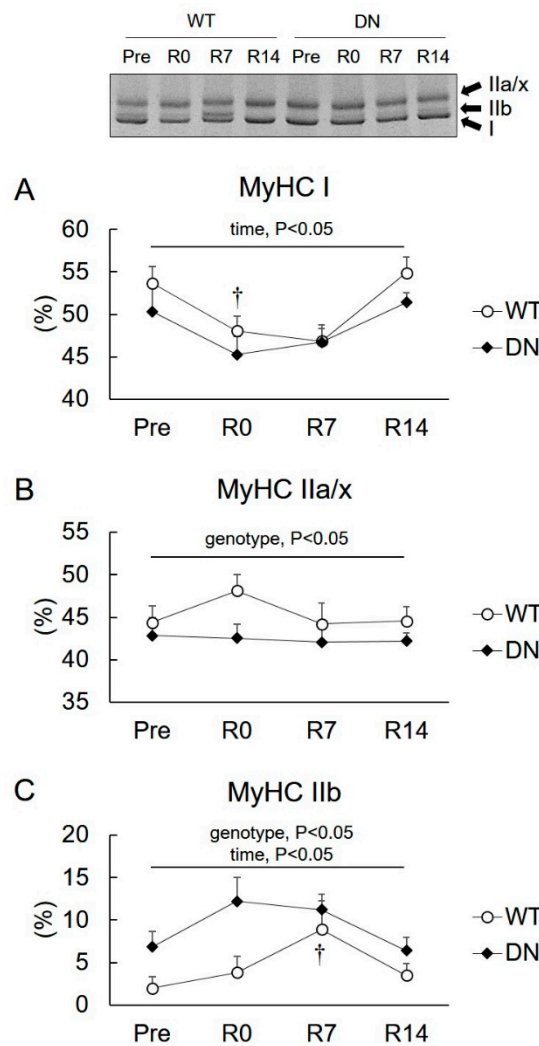 WT DN
Pre R0 R7 R14 Pre R0 R7 R14
IIa/x
IIb
I
A
MyHC I
time, P<0.05
60
55
50
45
40
(%)
†
WT
DN
Pre R0 R7 R14
B
MyHC IIa/x
genotype, P<0.05
55
50
45
40
35
(%)
WT
DN
Pre R0 R7 R14
C
MyHC IIb
genotype, P<0.05
time, P<0.05
20
15
10
5
0
(%)
†
WT
DN
Pre R0 R7 R14